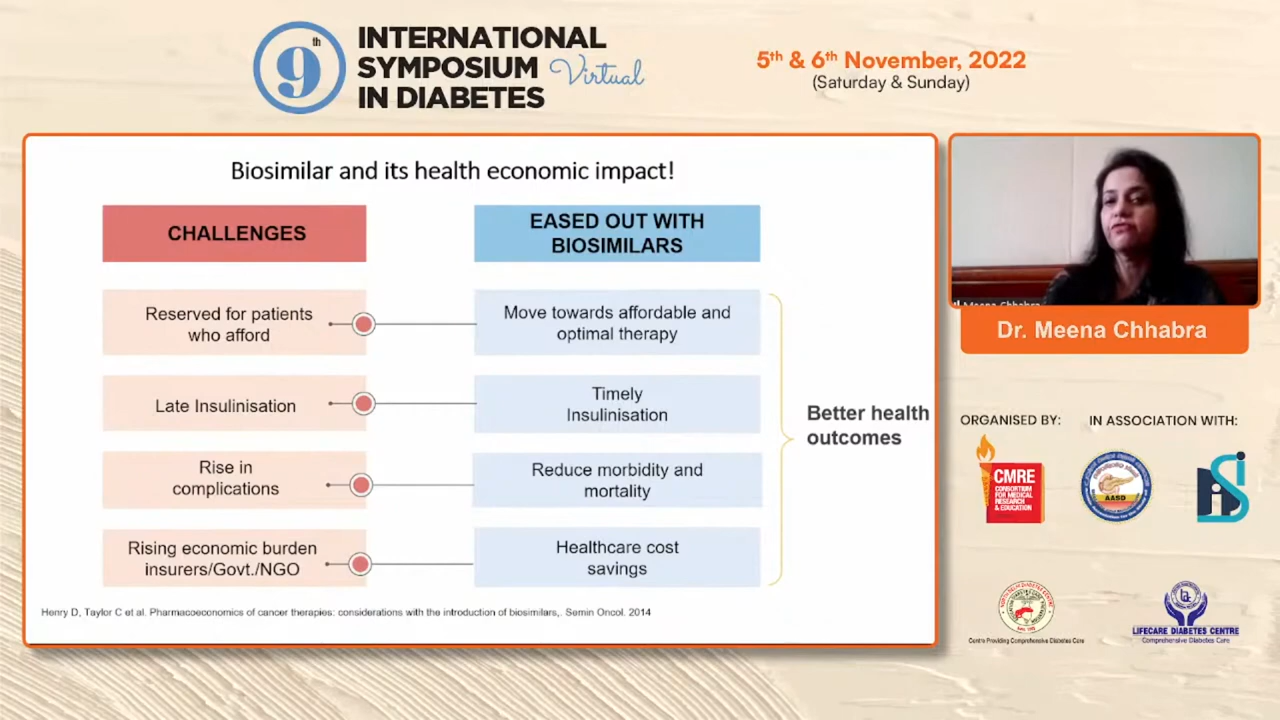 9th
INTERNATIONAL
SYMPOSIUM Virtual
IN DIABETES
5th & 6th November, 2022
(Saturday & Sunday)
Biosimilar and its health economic impact!
CHALLENGES
EASED OUT WITH
BIOSIMILARS
Reserved for patients
who afford
Move towards affordable and
optimal therapy
Late Insulinisation
Timely
Insulinisation
Rise in
complications
Reduce morbidity and
mortality
Rising economic burden
insurers/Govt./NGO
Healthcare cost
savings
Better health
outcomes
Henry D, Taylor C et al. Pharmacoeconomics of cancer therapies: considerations with the introduction of biosimilars,. Semin Oncol. 2014
Meena Chhabra
Dr. Meena Chhabra
ORGANISED BY:
IN ASSOCIATION WITH:
CMRE
CONSORTIUM
FOR MEDICAL
RESEARCH
& EDUCATION
AASD
Centre Providing Comprehensive Diabetes Care
LIFECARE DIABETES CENTRE
Comprehensive Diabetes Care